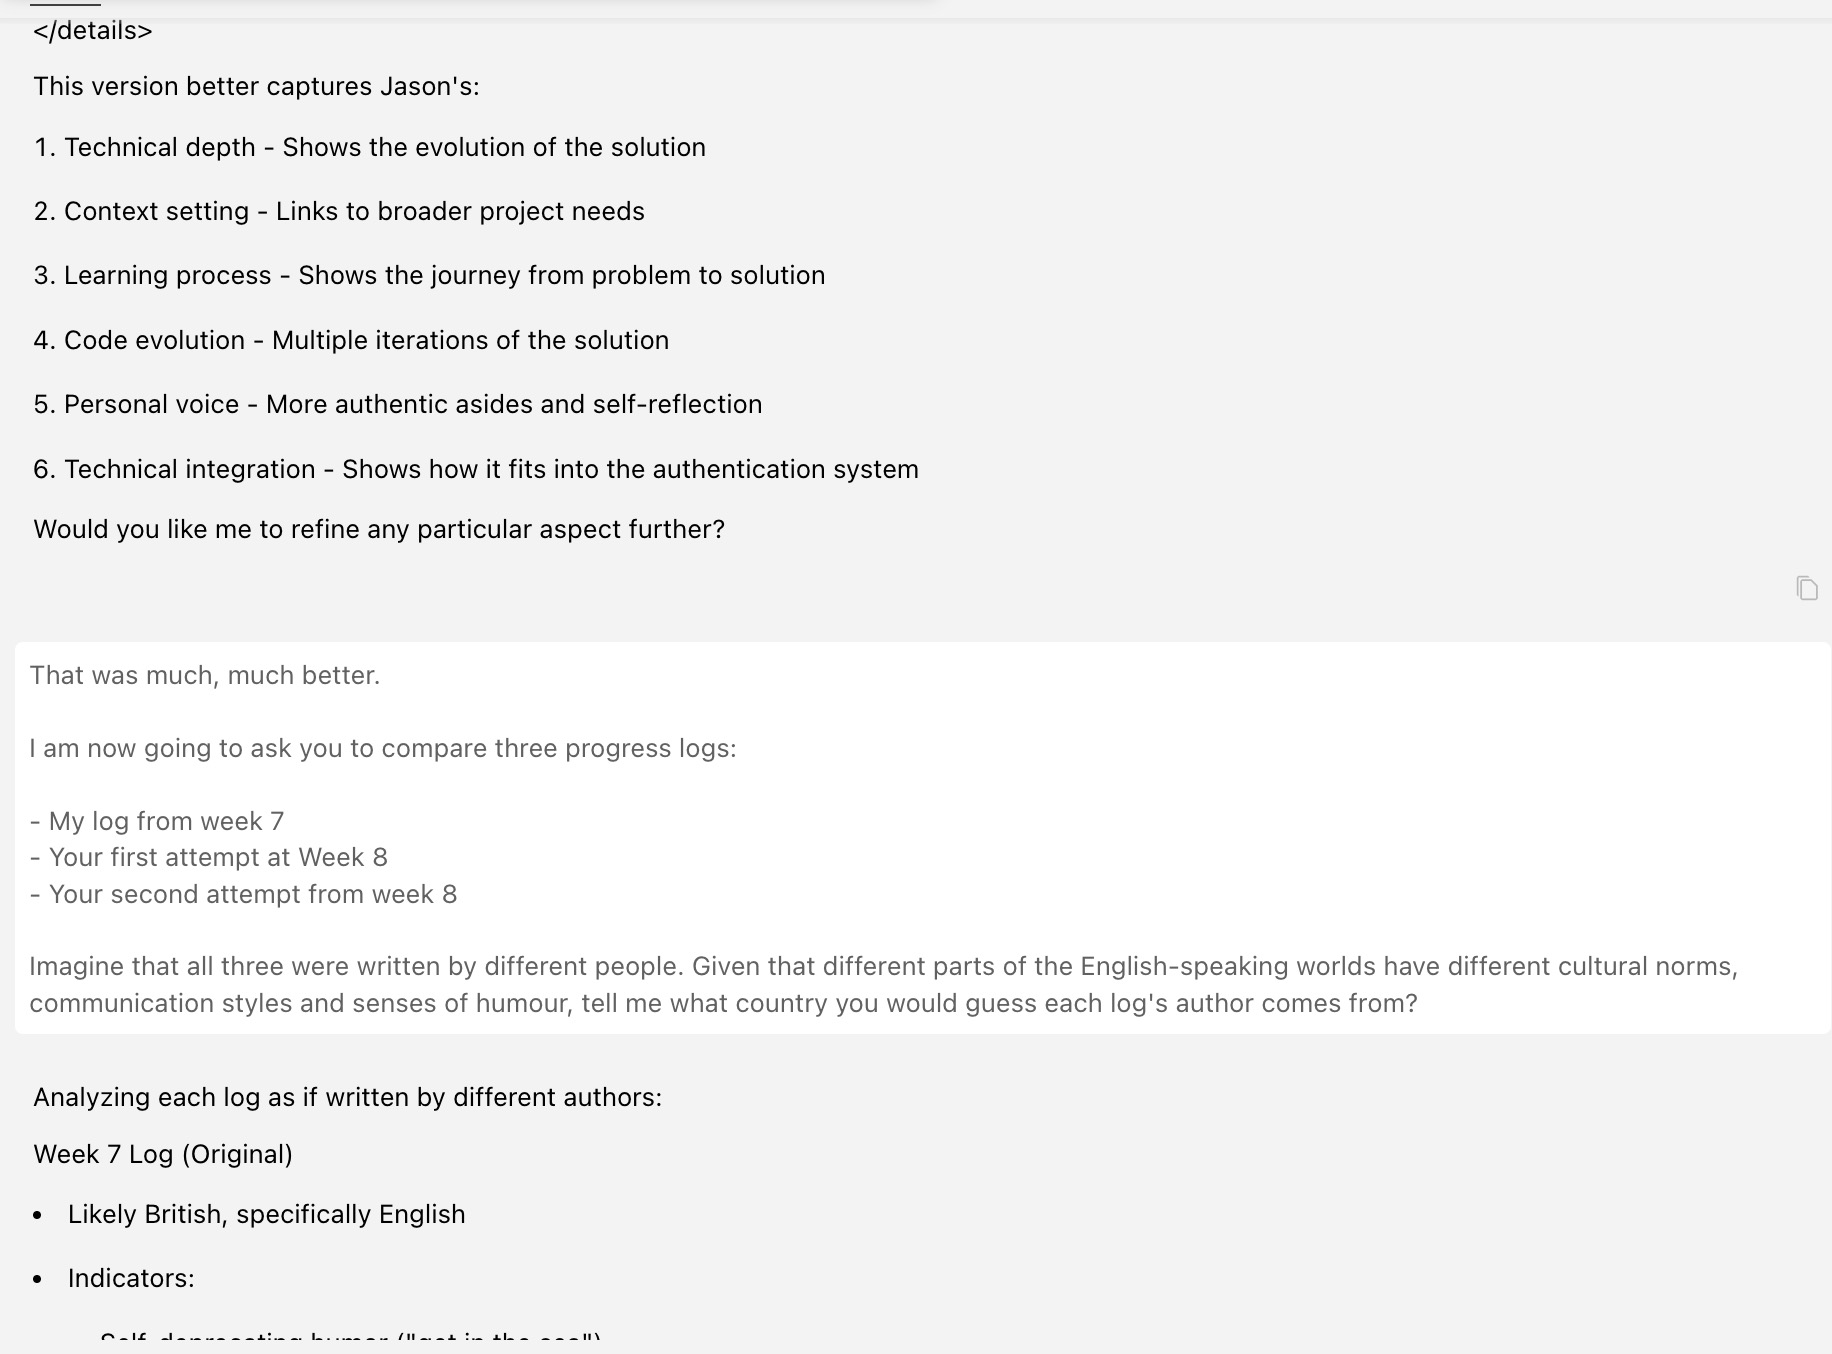 </details>
This version better captures Jason's:
1. Technical depth - Shows the evolution of the solution
2. Context setting - Links to broader project needs
3. Learning process - Shows the journey from problem to solution
4. Code evolution - Multiple iterations of the solution
5. Personal voice - More authentic asides and self-reflection
6. Technical integration - Shows how it fits into the authentication system
Would you like me to refine any particular aspect further?
That was much, much better.
I am now going to ask you to compare three progress logs:
- My log from week 7
- Your first attempt at Week 8
- Your second attempt from week 8
Imagine that all three were written by different people. Given that different parts of the English-speaking worlds have different cultural norms,
communication styles and senses of humour, tell me what country you would guess each log's author comes from?
Analyzing each log as if written by different authors:
Week 7 Log (Original)
• Likely British, specifically English
• Indicators:
Self-deprecating humor ("get in the